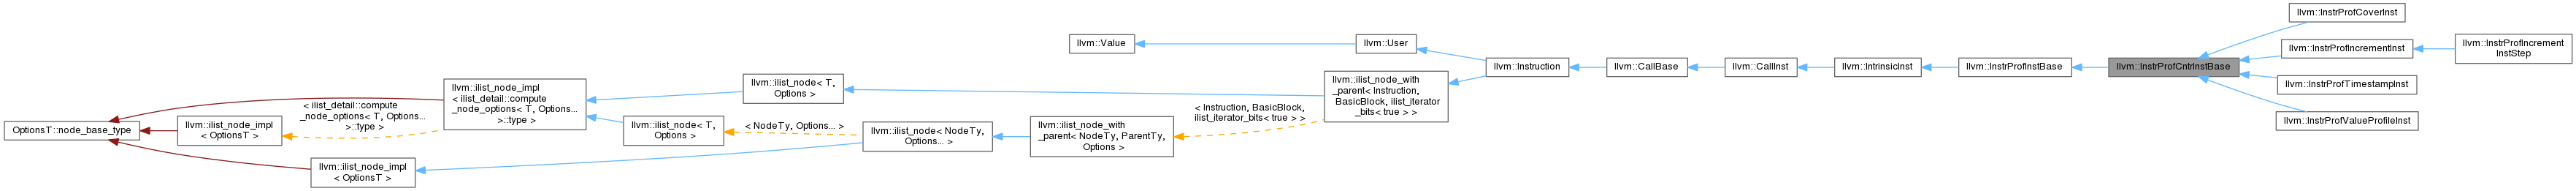 OptionsT::node_base_type
llvm::ilist_node_impl
< OptionsT >
< ilist_detail::compute
_node_options< T, Options...
>::type >
llvm::ilist_node_impl
< OptionsT >
llvm::ilist_node_impl
< ilist_detail::compute
_node_options< T, Options...
>::type >
llvm::ilist_node< T,
Options >
llvm::ilist_node< T,
Options >
< NodeTy, Options... >
llvm::ilist_node< NodeTy,
Options... >
llvm::Value
llvm::ilist_node_with
_parent< NodeTy, ParentTy,
Options >
< Instruction, BasicBlock,
ilist_iterator_bits< true > >
llvm::User
llvm::ilist_node_with
_parent< Instruction,
BasicBlock, ilist_iterator
_bits< true > >
llvm::Instruction
llvm::CallBase
llvm::CallInst
llvm::IntrinsicInst
llvm::InstrProfInstBase
llvm::InstrProfCntrInstBase
llvm::InstrProfCoverInst
llvm::InstrProfIncrementInst
llvm::InstrProfTimestampInst
llvm::InstrProfValueProfileInst
llvm::InstrProfIncrement
InstStep